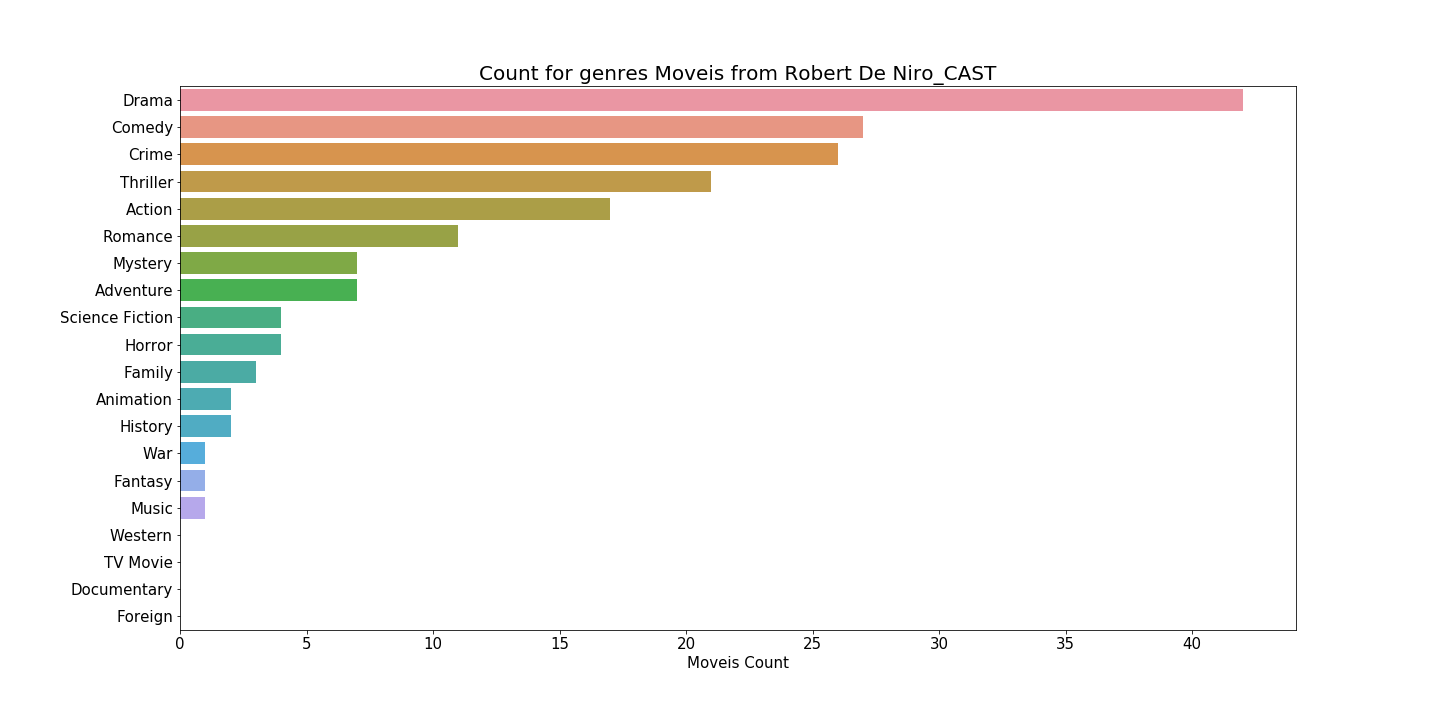 Count for genres Moveis from Robert De Niro_CAST
Drama
Comedy
Crime
Thriller
Action
Romance
Mystery
Adventure
Science Fiction
Horror
Family
Animation
History
War
Fantasy
Music
Western
TV Movie
Documentary
Foreign
0 5 10 15 20 25 30 35 40
Moveis Count